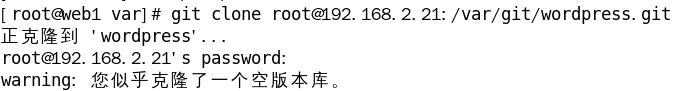 [root@web1 var]# git clone root@192.168.2.21:/var/git/wordpress.git
正克隆到 'wordpress'...
root@192.168.2.21's password:
warning: 您似乎克隆了一个空版本库。